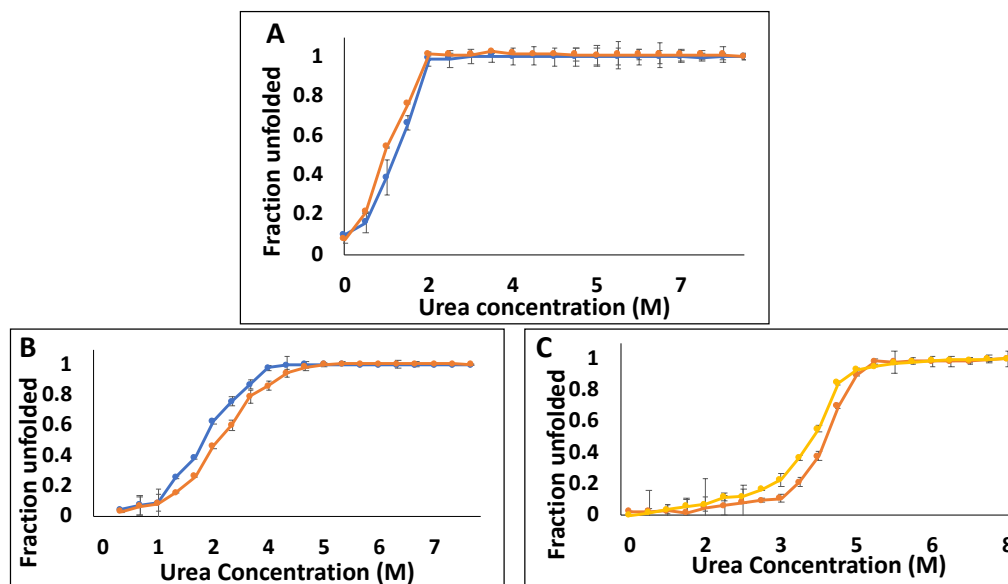 A
Fraction unfolded
1
0.8
0.6
0.4
0.2
0
0 2 4 5 7
Urea concentration (M)
B
Fraction unfolded
1
0.8
0.6
0.4
0.2
0
0 1 2 4 5 6 7
Urea Concentration (M)
C
Fraction unfolded
1
0.8
0.6
0.4
0.2
0
0 2 3 5 6 8
Urea Concentration (M)